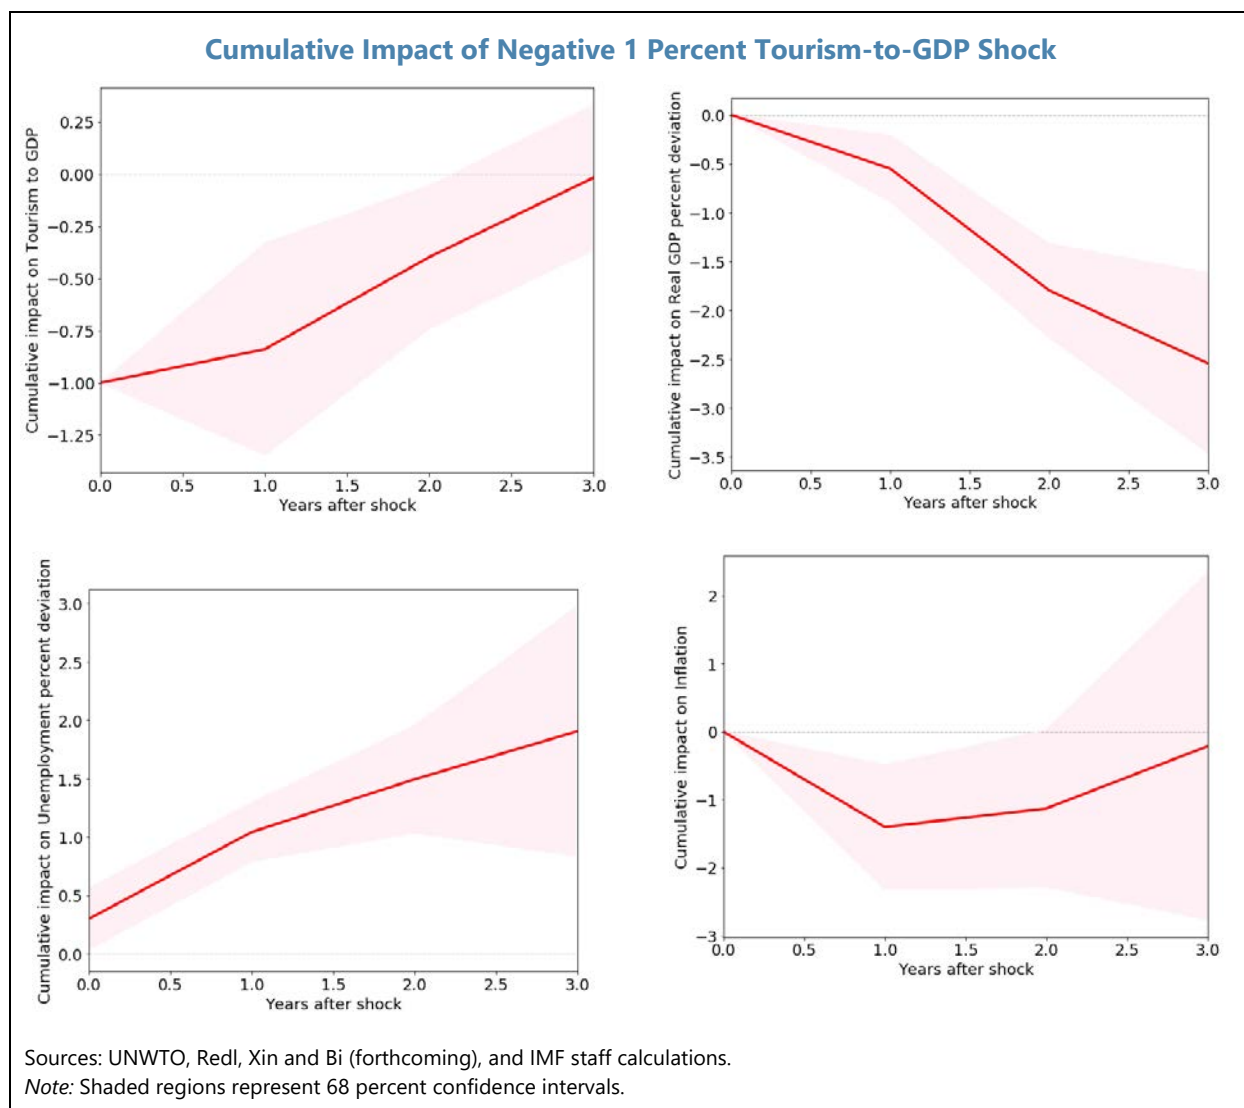 Cumulative Impact of Negative 1 Percent Tourism-to-GDP Shock
Cumulative impact on Tourism to GDP
0.25
0.00
−0.25
−0.50
−0.75
−1.00
−1.25
0.0 0.5 1.0 1.5 2.0 2.5 3.0
Years after shock
Cumulative impact on Real GDP percent deviation
0.0
−0.5
−1.0
−1.5
−2.0
−2.5
−3.0
−3.5
0.0 0.5 1.0 1.5 2.0 2.5 3.0
Years after shock
Cumulative impact on Unemployment percent deviation
3.0
2.5
2.0
1.5
1.0
0.5
0.0
0.0 0.5 1.0 1.5 2.0 2.5 3.0
Years after shock
Cumulative impact on Inflation
2
1
0
−1
−2
−3
0.0 0.5 1.0 1.5 2.0 2.5 3.0
Years after shock
Sources: UNWTO, Redl, Xin and Bi (forthcoming), and IMF staff calculations.
Note: Shaded regions represent 68 percent confidence intervals.